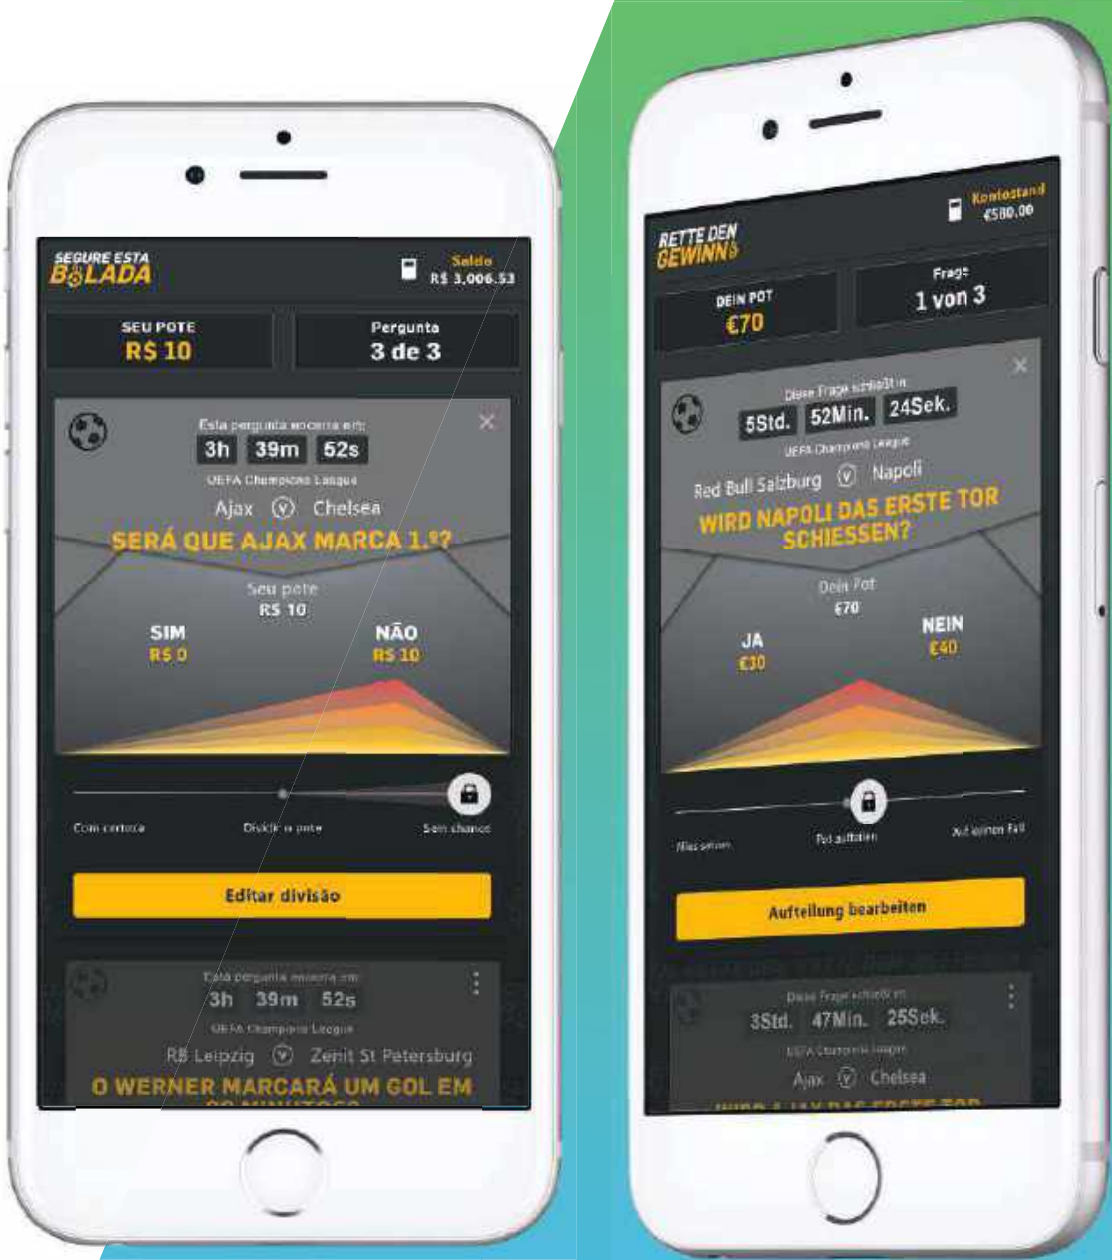 SEGURE ESTA
BOLADA
Saldo
R$ 3,006.53
SEU POTE
R$ 10
Pergunta
3 de 3
Esta pergunta encerra em:
3h 39m 52s
UEFA Champions League
Ajax v Chelsea
SERÁ QUE AJAX MARCA 1.º?
Seu pote
R$ 10
SIM
R$ 0
NÃO
R$ 10
Com certeza
Dividir o pote
Sem chance
Editar divisão
Esta pergunta encerra em:
3h 39m 52s
UEFA Champions League
RB Leipzig v Zenit St Petersburg
O WERNER MARCARÁ UM GOL EM
RETTE DEN
GEWINN
Kontostand
€580.00
DEIN POT
€70
Frage
1 von 3
Diese Frage schließt in:
5Std. 52Min. 24Sek.
UEFA Champions League
Red Bull Salzburg v Napoli
WIRD NAPOLI DAS ERSTE TOR
SCHIESSEN?
Dein Pot
€70
JA
€30
NEIN
€40
Pot aufteilen
Auf keinen Fall
Aufteilung bearbeiten
Diese Frage schließt in:
3Std. 47Min. 25Sek.
UEFA Champions League
Ajax v Chelsea
WIRD AJAX DAS ERSTE TOR